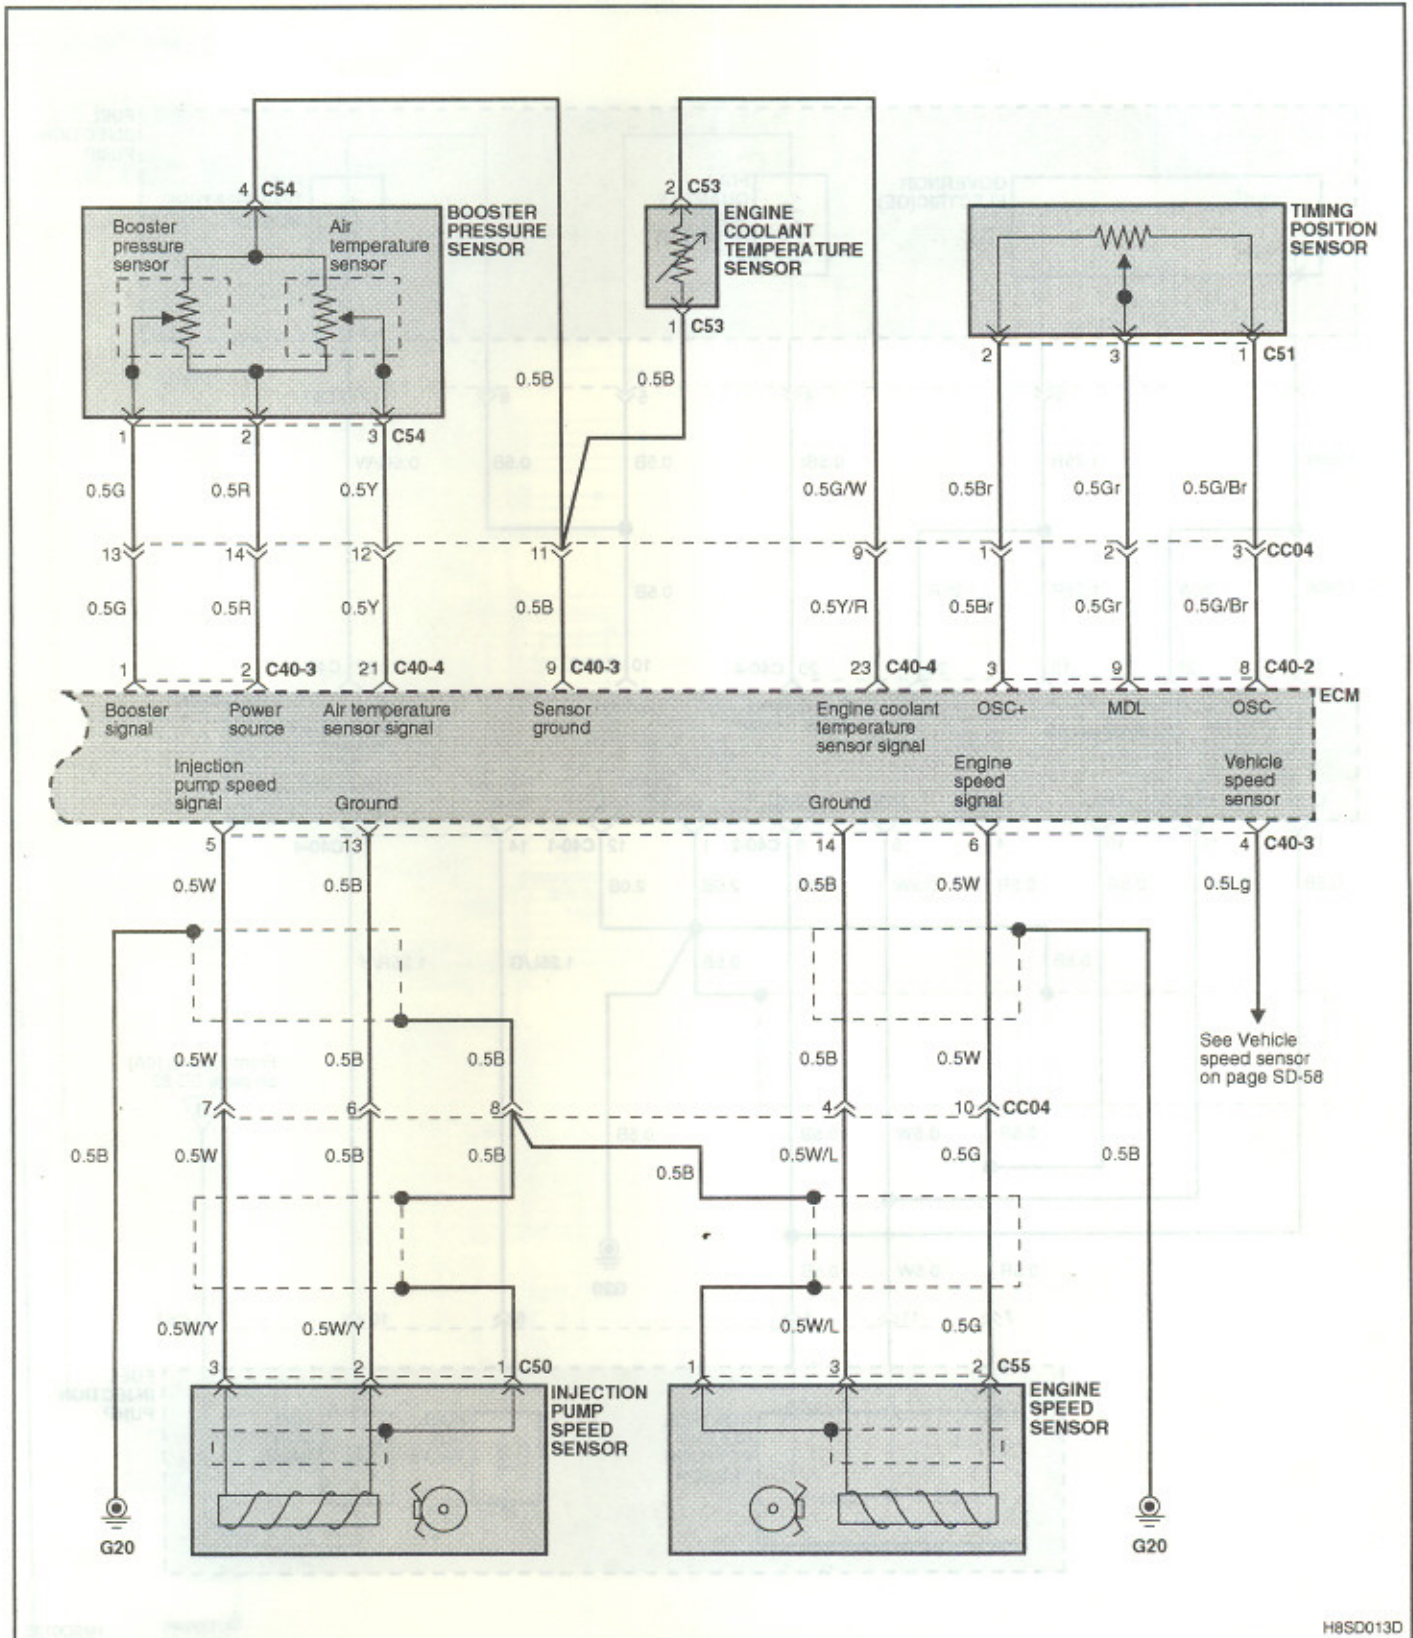 4 C54
2 C53
BOOSTER
PRESSURE
SENSOR
Booster
pressure
sensor
Air
temperature
sensor
ENGINE
COOLANT
TEMPERATURE
SENSOR
TIMING
POSITION
SENSOR
1 C53
2 3 1 C51
0.5B 0.5B
1 2 3 C54
0.5G 0.5R 0.5Y 0.5G/W 0.5Br 0.5Gr 0.5G/Br
13 14 12 11 9 1 2 3 CC04
0.5G 0.5R 0.5Y 0.5B 0.5Y/R 0.5Br 0.5Gr 0.5G/Br
1 2 C40-3 21 C40-4 9 C40-3 23 C40-4 3 9 8 C40-2
ECM
Booster
signal
Power
source
Air temperature
sensor signal
Sensor
ground
Engine coolant
temperature
sensor signal
OSC+
MDL
OSC-
Injection
pump speed
signal
Ground
Ground
Engine
speed
signal
Vehicle
speed
sensor
5 13 14 6 4 C40-3
0.5W 0.5B 0.5B 0.5W 0.5Lg
See Vehicle
speed sensor
on page SD-58
0.5W 0.5B 0.5B 0.5B 0.5W
7 6 8 4 10 CC04
0.5B 0.5W 0.5B 0.5B 0.5B 0.5W/L 0.5G 0.5B
0.5W/Y 0.5W/Y 0.5W/L 0.5G
3 2 1 C50 1 3 2 C55
INJECTION
PUMP
SPEED
SENSOR
ENGINE
SPEED
SENSOR
G20
G20
H8SD013D